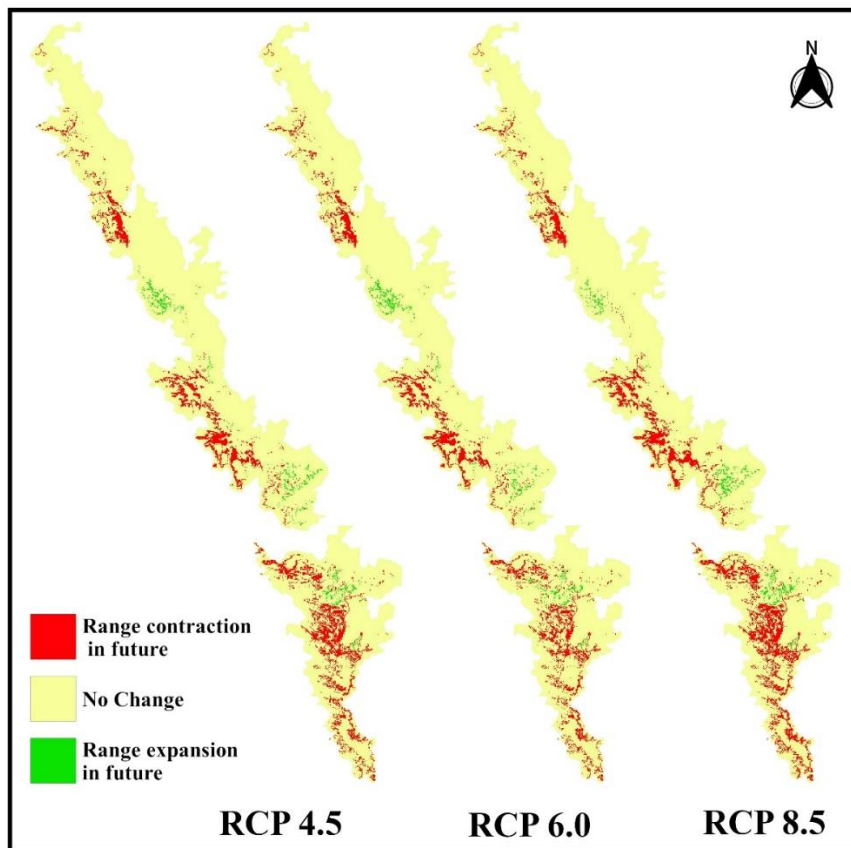 N
Range contraction
in future
No Change
Range expansion
in future
RCP 4.5
RCP 6.0
RCP 8.5